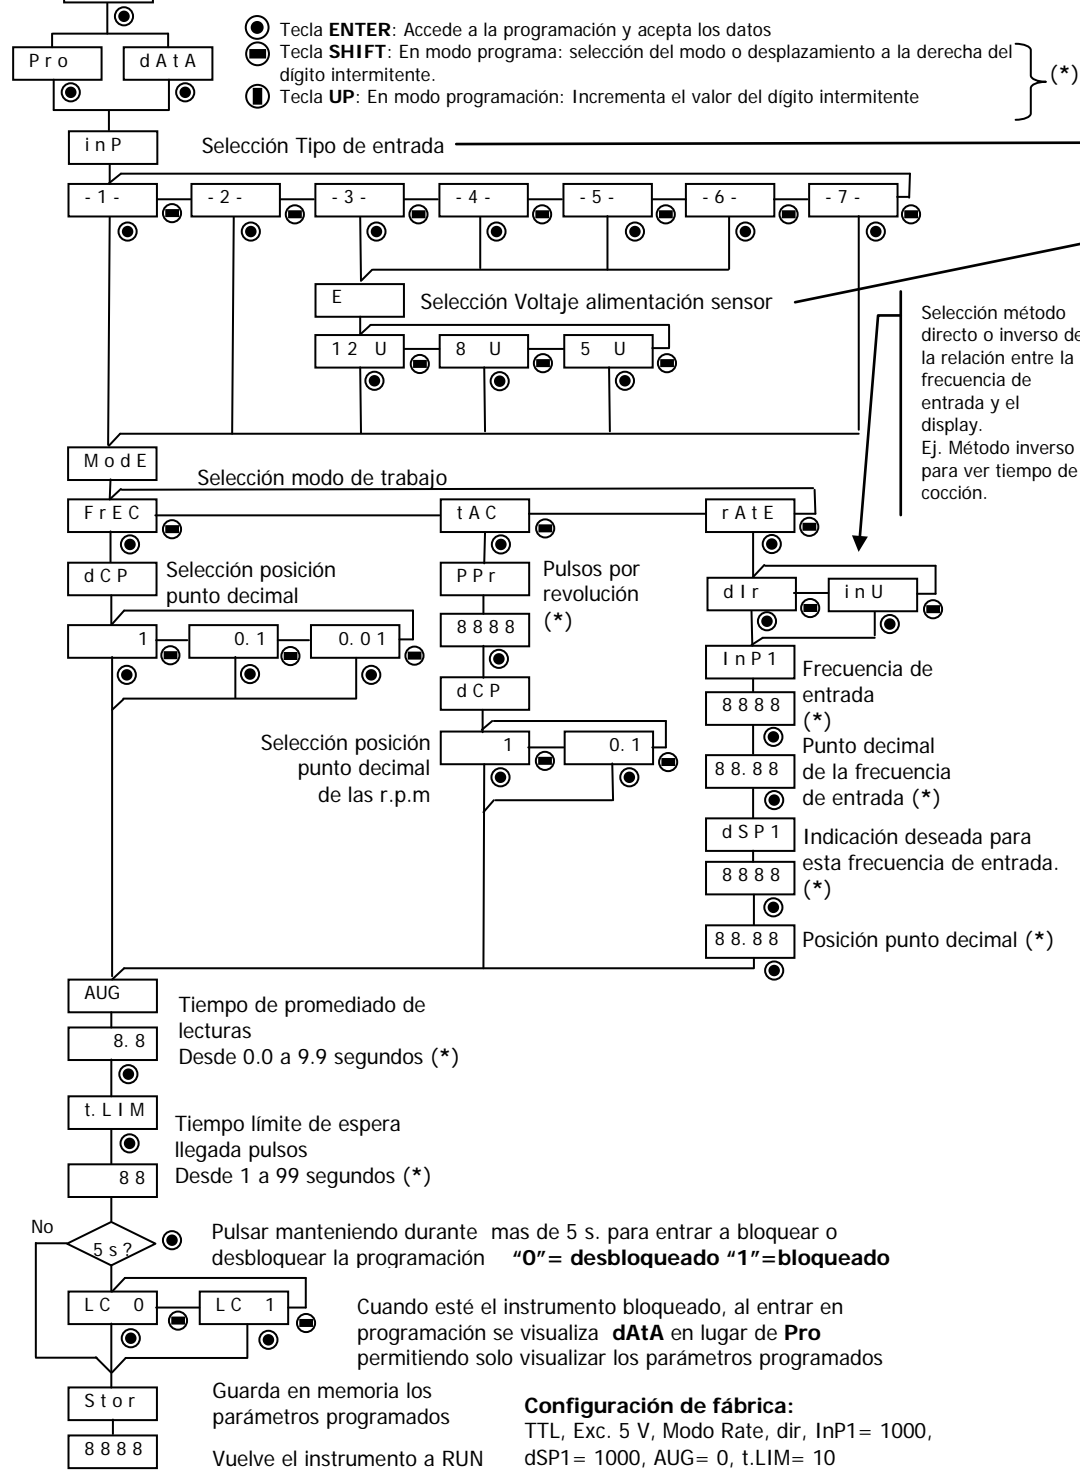 Tecla ENTER: Accede a la programación y acepta los datos
Tecla SHIFT: En modo programa: selección del modo o desplazamiento a la derecha del
dígito intermitente.
(*)
Tecla UP: En modo programación: Incrementa el valor del dígito intermitente
Pro dAtA
inP
Selección Tipo de entrada
-1- -2- -3- -4- -5- -6- -7-
E
Selección Voltaje alimentación sensor
12 U 8 U 5 U
Selección método
directo o inverso de
la relación entre la
frecuencia de
entrada y el
display.
Ej. Método inverso
para ver tiempo de
cocción.
ModE
Selección modo de trabajo
FrEC tAC rAtE
dCP
Selección posición
punto decimal
1 0.1 0.01
PPr
Pulsos por
revolución
(*)
8888
dCP
Selección posición
punto decimal
de las r.p.m
1 0.1
dIr inU
InP1
Frecuencia de
entrada
(*)
8888
Punto decimal
de la frecuencia
de entrada (*)
88.88
dSP1
Indicación deseada para
esta frecuencia de entrada.
(*)
8888
88.88
Posición punto decimal (*)
AUG
8.8
Tiempo de promediado de
lecturas
Desde 0.0 a 9.9 segundos (*)
t.LIM
88
Tiempo límite de espera
llegada pulsos
Desde 1 a 99 segundos (*)
No
5 s?
Pulsar manteniendo durante mas de 5 s. para entrar a bloquear o
desbloquear la programación “0”= desbloqueado “1”=bloqueado
LC 0 LC 1
Cuando esté el instrumento bloqueado, al entrar en
programación se visualiza dAtA en lugar de Pro
permitiendo solo visualizar los parámetros programados
Stor
Guarda en memoria los
parámetros programados
8888
Vuelve el instrumento a RUN
Configuración de fábrica:
TTL, Exc. 5 V, Modo Rate, dir, InP1= 1000,
dSP1= 1000, AUG= 0, t.LIM= 10